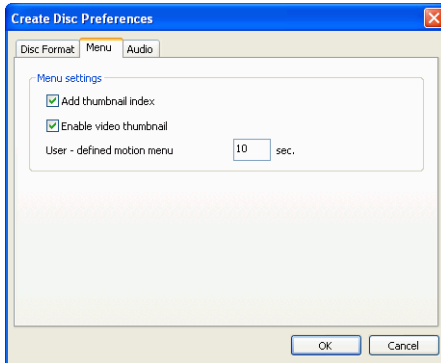 Create Disc Preferences
Disc Format Menu Audio
Menu settings
Add thumbnail index
Enable video thumbnail
User - defined motion menu 10 sec.
OK Cancel